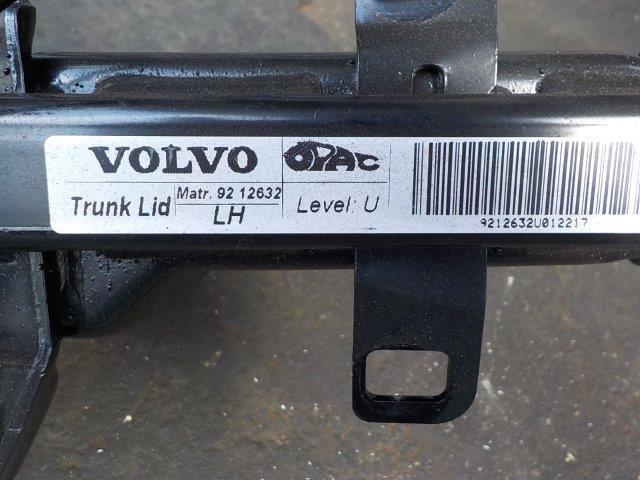 VOLVO
OPAC
Trunk Lid
Matr. 92 12632
LH
Level: U
9212632U012217